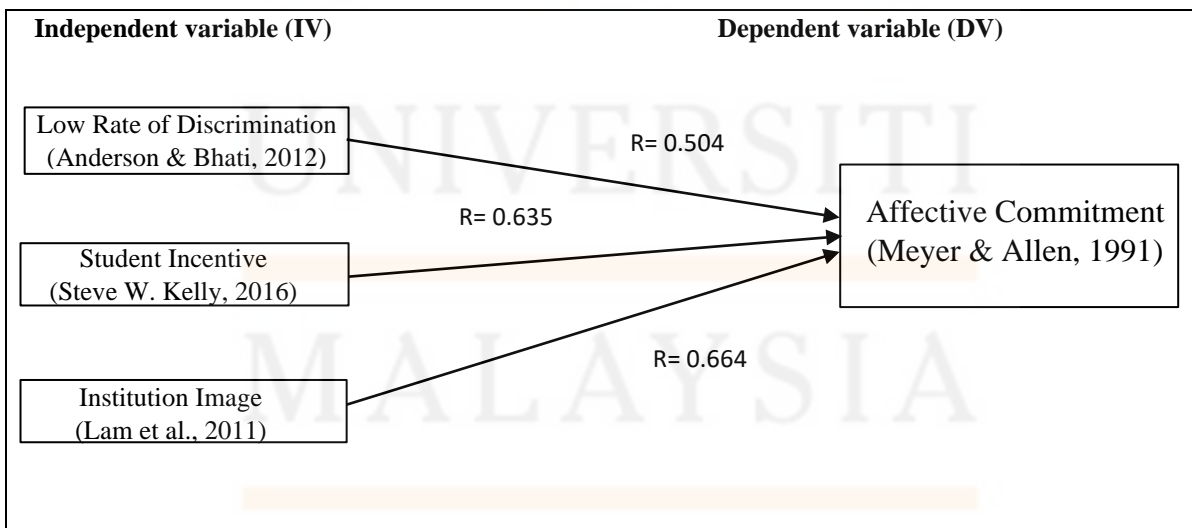 Independent variable (IV)
Dependent variable (DV)
Low Rate of Discrimination
(Anderson & Bhati, 2012)
R= 0.504
Affective Commitment
(Meyer & Allen, 1991)
R= 0.635
Student Incentive
(Steve W. Kelly, 2016)
R= 0.664
Institution Image
(Lam et al., 2011)
UNIVERSITI
MALAYSIA